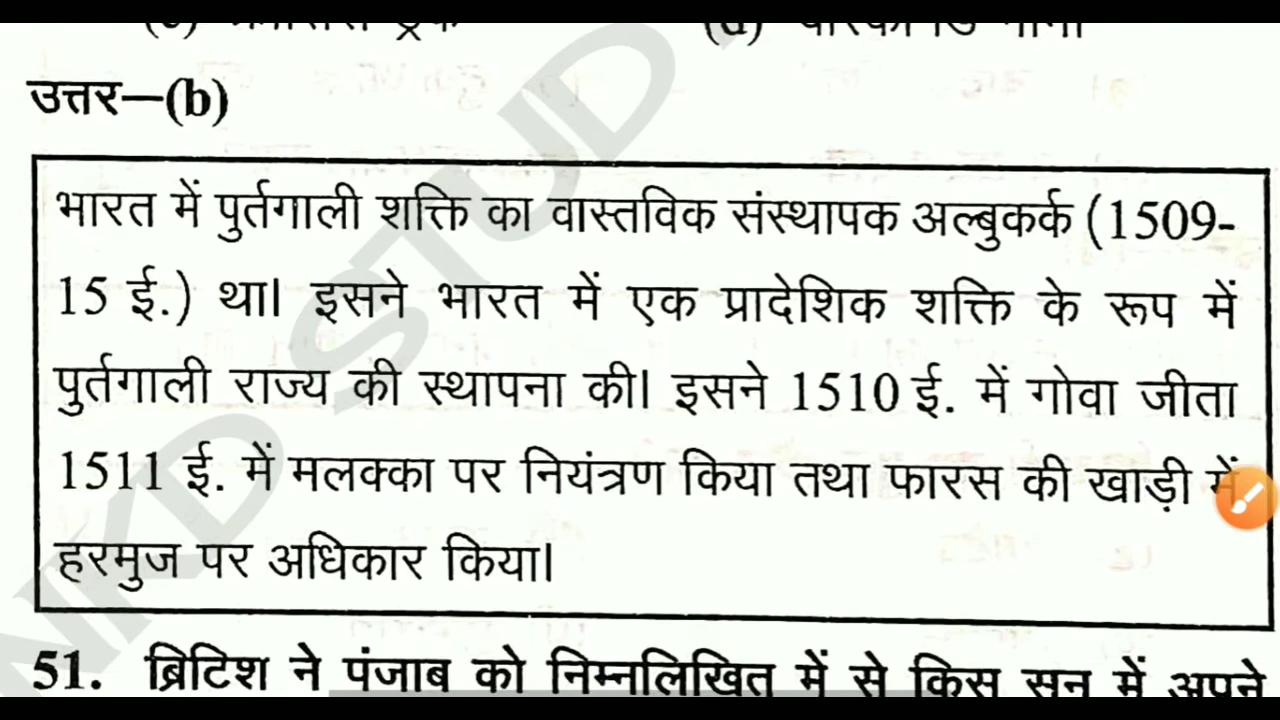 उत्तर—(b)
भारत में पुर्तगाली शक्ति का वास्तविक संस्थापक अल्बुकर्क (1509-
15 ई.) था। इसने भारत में एक प्रादेशिक शक्ति के रूप में
पुर्तगाली राज्य की स्थापना की। इसने 1510 ई. में गोवा जीता
1511 ई. में मलक्का पर नियंत्रण किया तथा फारस की खाड़ी में
हरमुज पर अधिकार किया।
51. ब्रिटिश ने पंजाब को निम्नलिखित में से किस सन् में अपने